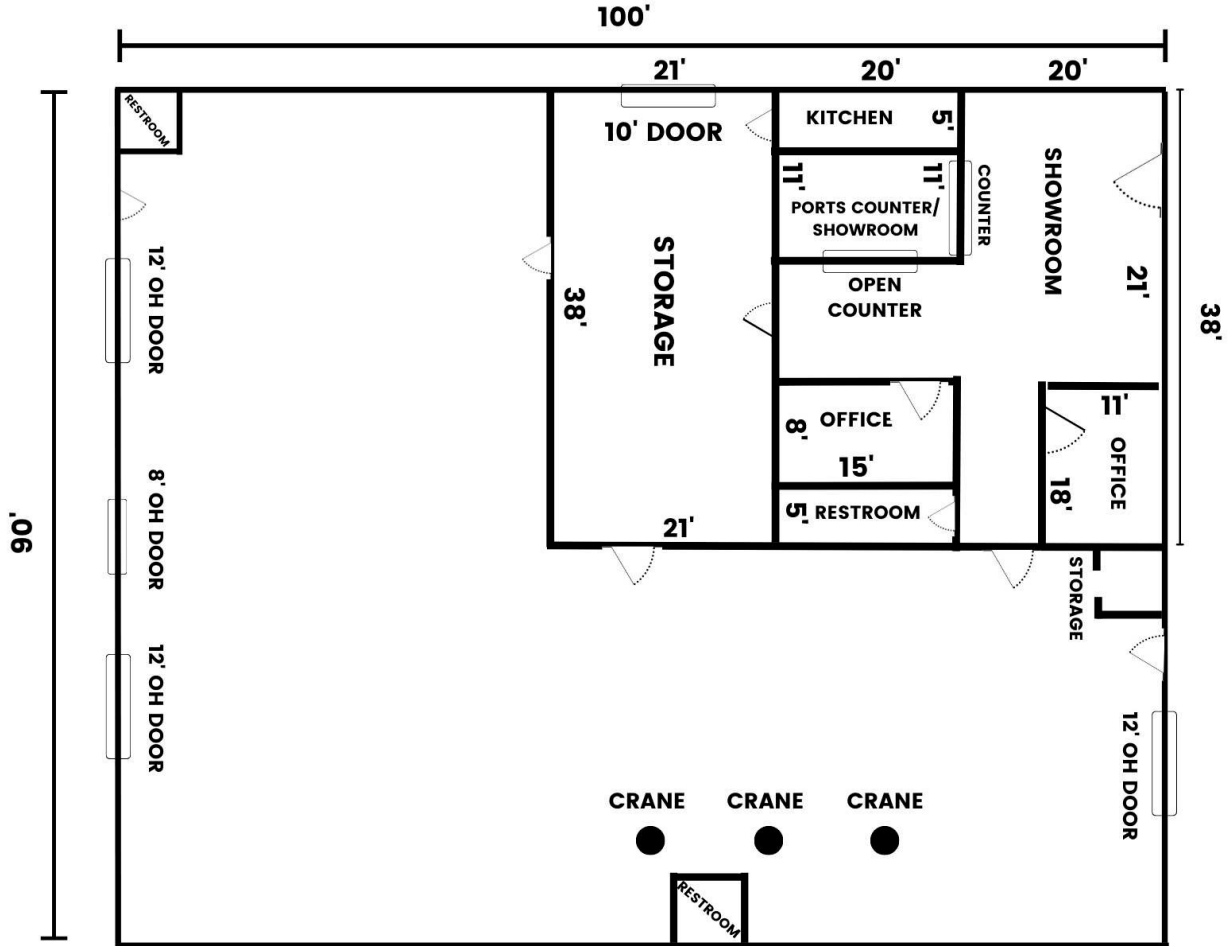 100'
21'
20'
20'
RESTROOM
10' DOOR
KITCHEN
5'
11'
11'
PORTS COUNTER/
SHOWROOM
COUNTER
SHOWROOM
21'
38'
12' OH DOOR
STORAGE
38'
OPEN
COUNTER
OFFICE
8'
15'
11'
OFFICE
18'
5'
RESTROOM
21'
8' OH DOOR
90'
STORAGE
12' OH DOOR
12' OH DOOR
CRANE
CRANE
CRANE
RESTROOM